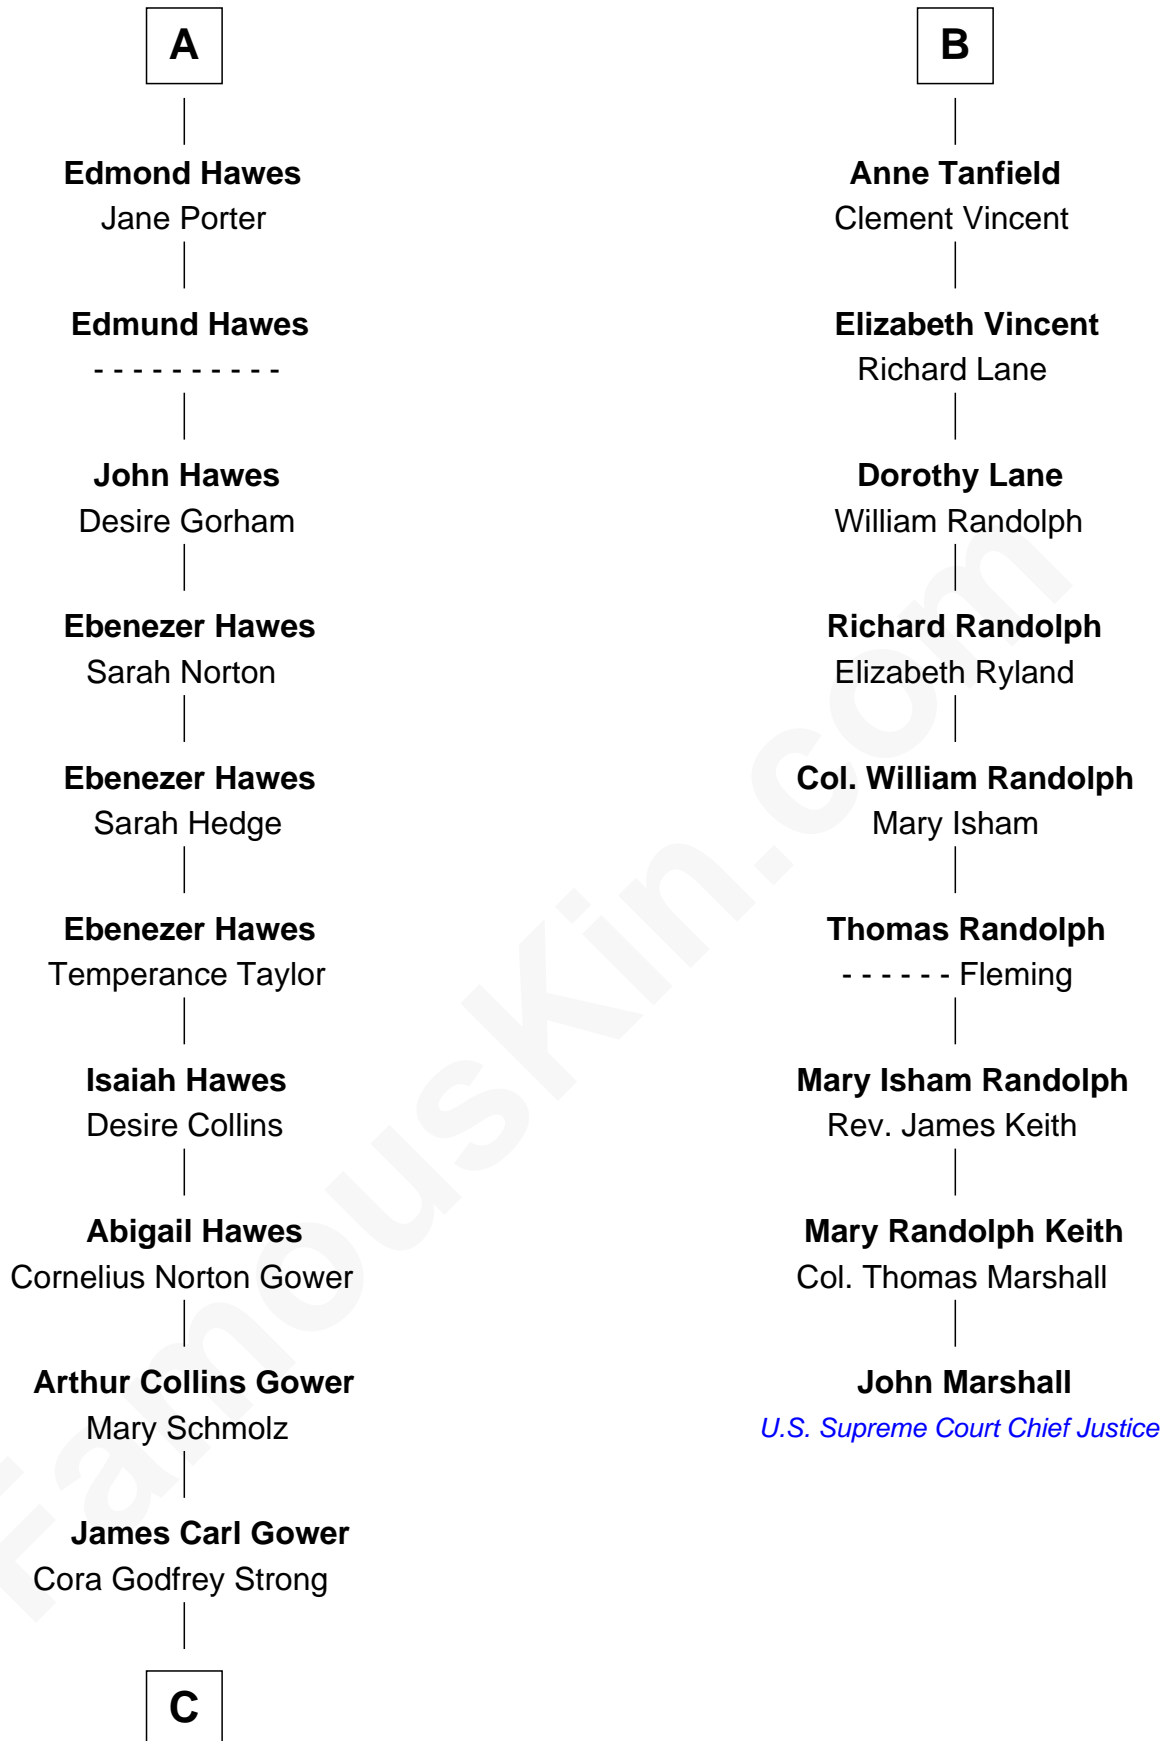 A
Edmond Hawes
Jane Porter
Edmund Hawes
- - - - - - - - - -
John Hawes
Desire Gorham
Ebenezer Hawes
Sarah Norton
Ebenezer Hawes
Sarah Hedge
Ebenezer Hawes
Temperance Taylor
Isaiah Hawes
Desire Collins
Abigail Hawes
Cornelius Norton Gower
Arthur Collins Gower
Mary Schmolz
James Carl Gower
Cora Godfrey Strong
C
B
Anne Tanfield
Clement Vincent
Elizabeth Vincent
Richard Lane
Dorothy Lane
William Randolph
Richard Randolph
Elizabeth Ryland
Col. William Randolph
Mary Isham
Thomas Randolph
- - - - - - Fleming
Mary Isham Randolph
Rev. James Keith
Mary Randolph Keith
Col. Thomas Marshall
John Marshall
U.S. Supreme Court Chief Justice
FamousKin.com